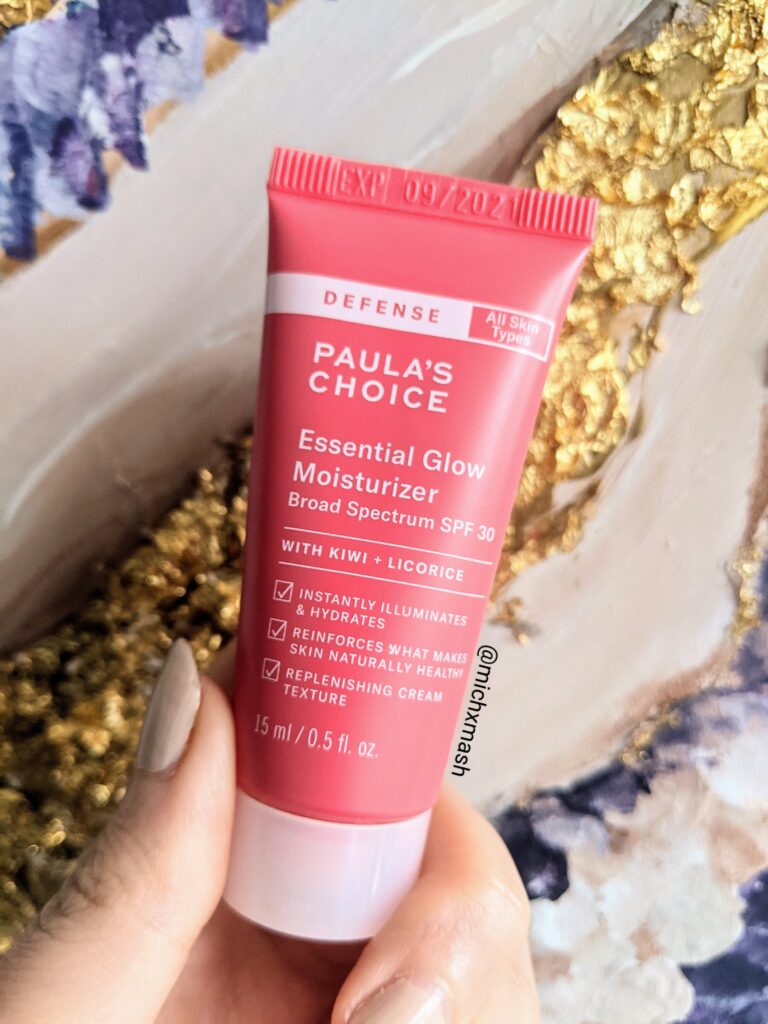 EXP 09/2021
DEFENSE
All Skin
Types
PAULA'S
CHOICE
Essential Glow
Moisturizer
Broad Spectrum SPF 30
WITH KIWI + LICORICE
INSTANTLY ILLUMINATES
& HYDRATES
REINFORCES WHAT MAKES
SKIN NATURALLY HEALTHY
REPLENISHING CREAM
TEXTURE
15 ml / 0.5 fl. oz.
@michxmash